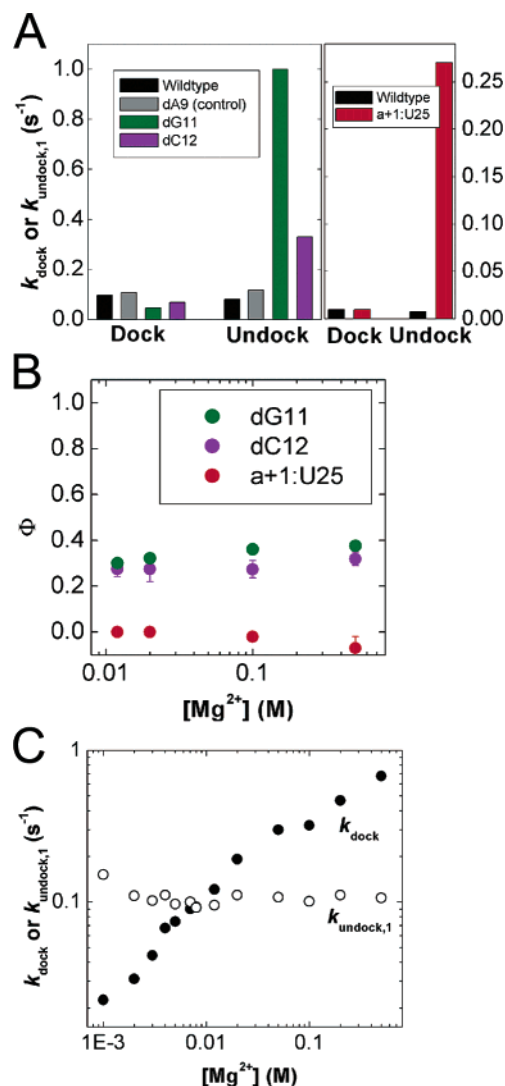 A
k_dock or k_undock,1 (s⁻¹)
1.0
0.8
0.6
0.4
0.2
0.0
Wildtype
dA9 (control)
dG11
dC12
Dock
Undock
Wildtype
a+1:U25
0.25
0.20
0.15
0.10
0.05
0.00
Dock
Undock
B
Φ
1.0
0.8
0.6
0.4
0.2
0.0
dG11
dC12
a+1:U25
0.01
0.1
[Mg²⁺] (M)
C
k_dock or k_undock,1 (s⁻¹)
1
0.1
k_dock
k_undock,1
1E-3
0.01
0.1
[Mg²⁺] (M)